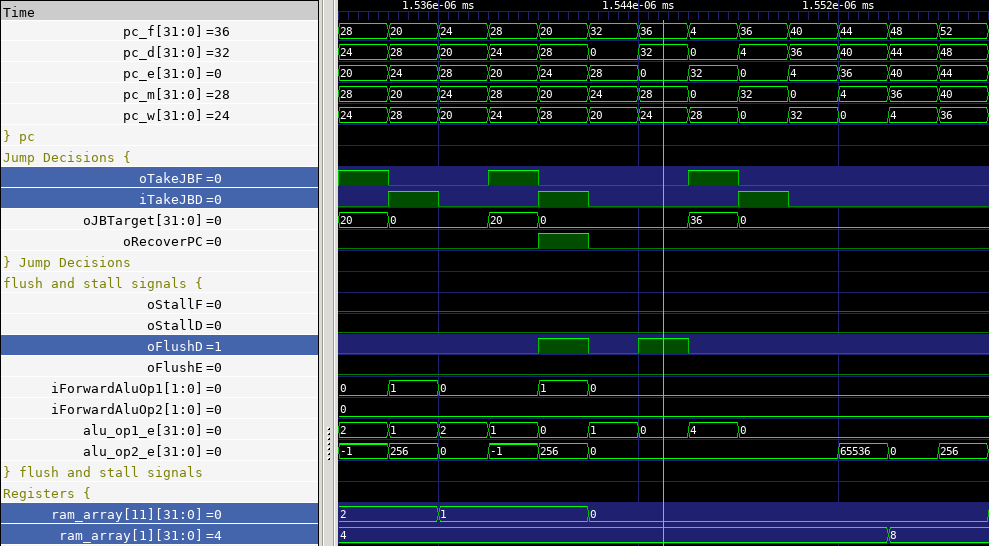 Time 1.536e-06 ms 1.544e-06 ms 1.552e-06 ms
pc_f[31:0]=36 28 20 24 28 20 32 36 4 36 40 44 48 52
pc_d[31:0]=32 24 28 20 24 28 0 32 0 4 36 40 44 48
pc_e[31:0]=0 20 24 28 20 24 28 0 32 0 4 36 40 44
pc_m[31:0]=28 28 20 24 28 20 24 28 0 32 0 4 36 40
pc_w[31:0]=24 24 28 20 24 28 20 24 28 0 32 0 4 36
} pc
Jump Decisions {
oTakeJBF=0
iTakeJBD=0
oJBTarget[31:0]=0 20 0 20 0 36 0
oRecoverPC=0
} Jump Decisions
flush and stall signals {
oStallF=0
oStallD=0
oFlushD=1
oFlushE=0
iForwardAluOp1[1:0]=0 0 1 0 1 0
iForwardAluOp2[1:0]=0 0
alu_op1_e[31:0]=0 2 1 2 1 0 1 0 4 0
alu_op2_e[31:0]=0 -1 256 0 -1 256 0 65536 0 256
} flush and stall signals
Registers {
ram_array[11][31:0]=0 2 1 0
ram_array[1][31:0]=4 4 8